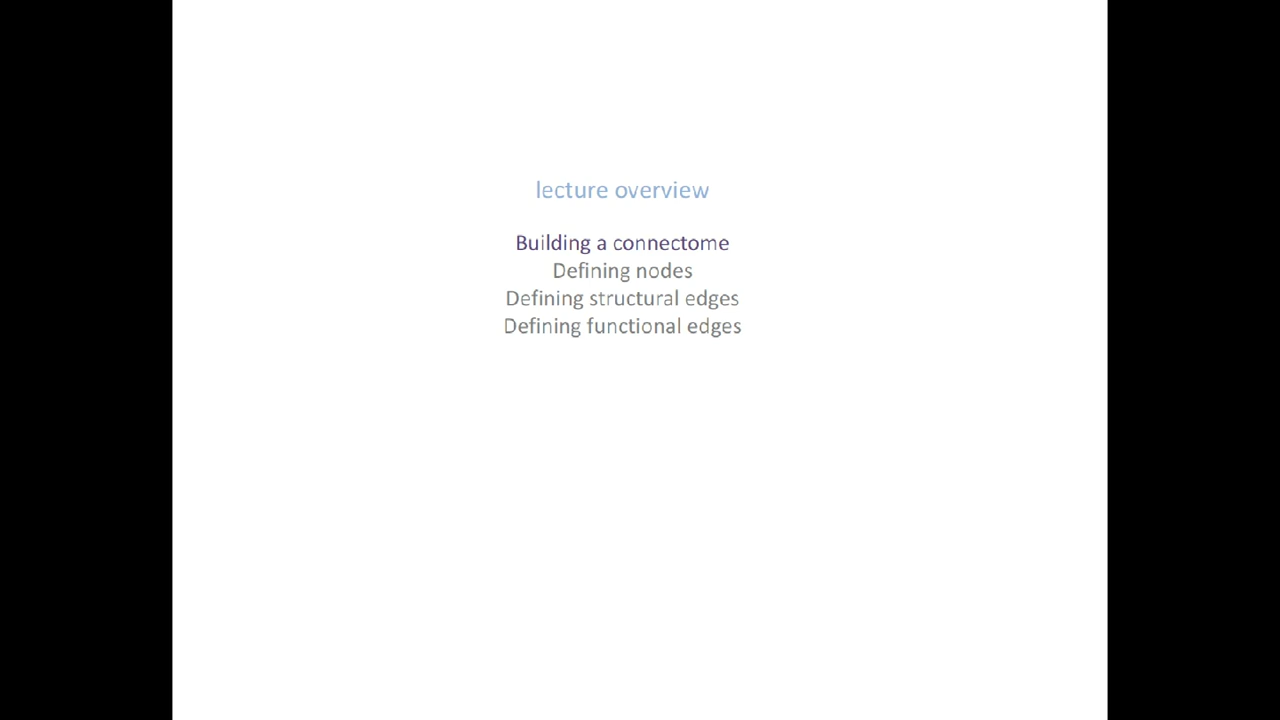 lecture overview
Building a connectome
Defining nodes
Defining structural edges
Defining functional edges